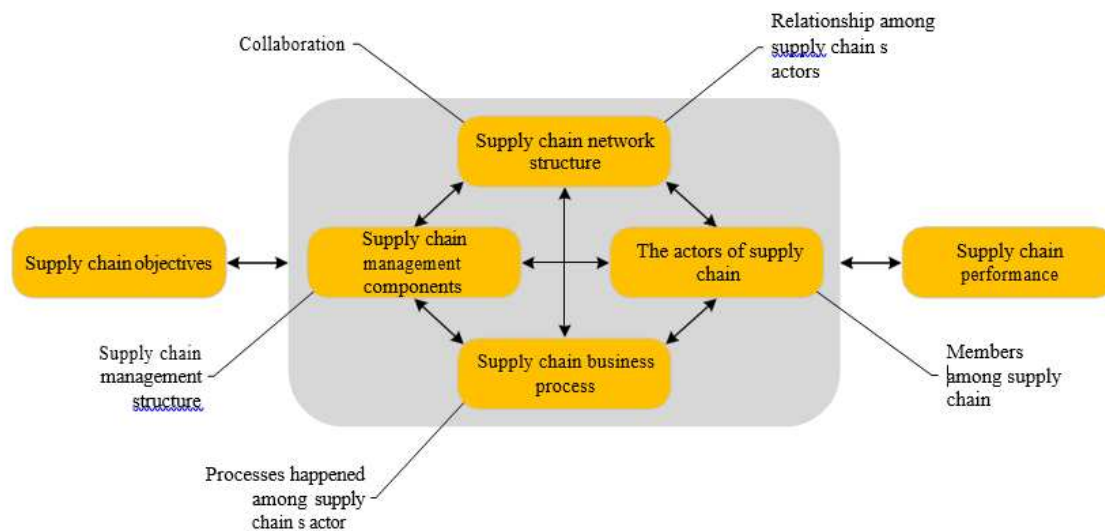 Collaboration
Relationship among
supply chain s
actors
Supply chain network
structure
Supply chain objectives
Supply chain
management
components
The actors of supply
chain
Supply chain
performance
Supply chain
management
structure
Supply chain business
process
Members
among supply
chain
Processes happened
among supply
chain s actor